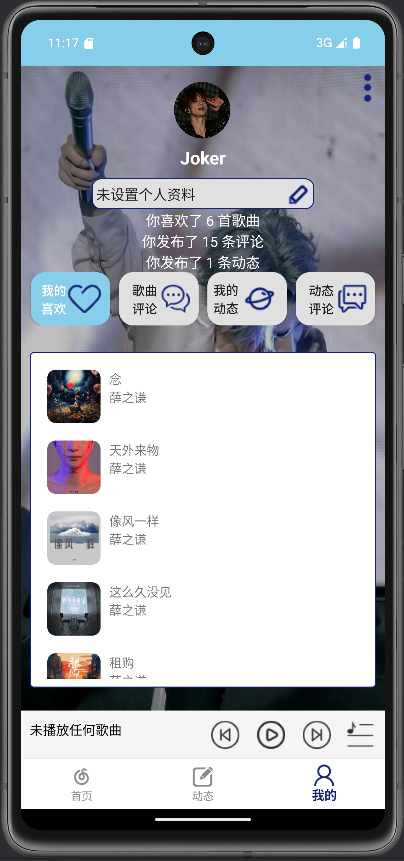 11:17
3G
Joker
未设置个人资料
你喜欢了 6 首歌曲
你发布了 15 条评论
你发布了 1 条动态
我的
喜欢
歌曲
评论
我的
动态
动态
评论
念
薛之谦
天外来物
薛之谦
像风一样
薛之谦
这么久没见
薛之谦
租购
未播放任何歌曲
首页
动态
我的